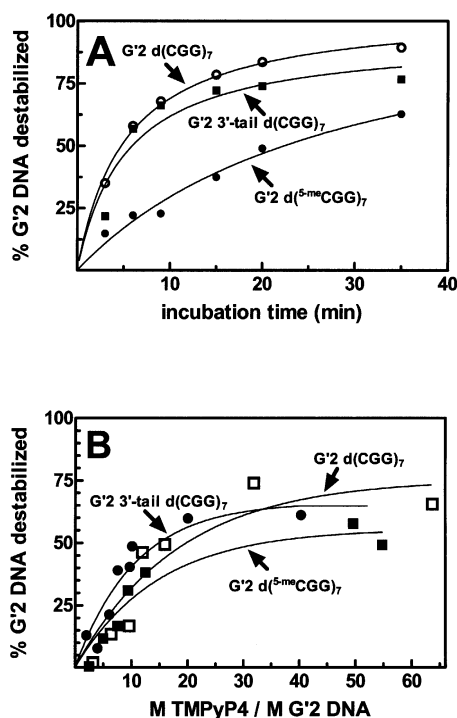 A
G'2 d(CGG)₇
G'2 3'-tail d(CGG)₇
G'2 d(⁵⁻ᵐᵉCGG)₇
% G'2 DNA destabilized
100
75
50
25
0 10 20 30 40
incubation time (min)
B
G'2 d(CGG)₇
G'2 3'-tail d(CGG)₇
G'2 d(⁵⁻ᵐᵉCGG)₇
% G'2 DNA destabilized
100
75
50
25
10 20 30 40 50 60
M TMPyP4 / M G'2 DNA